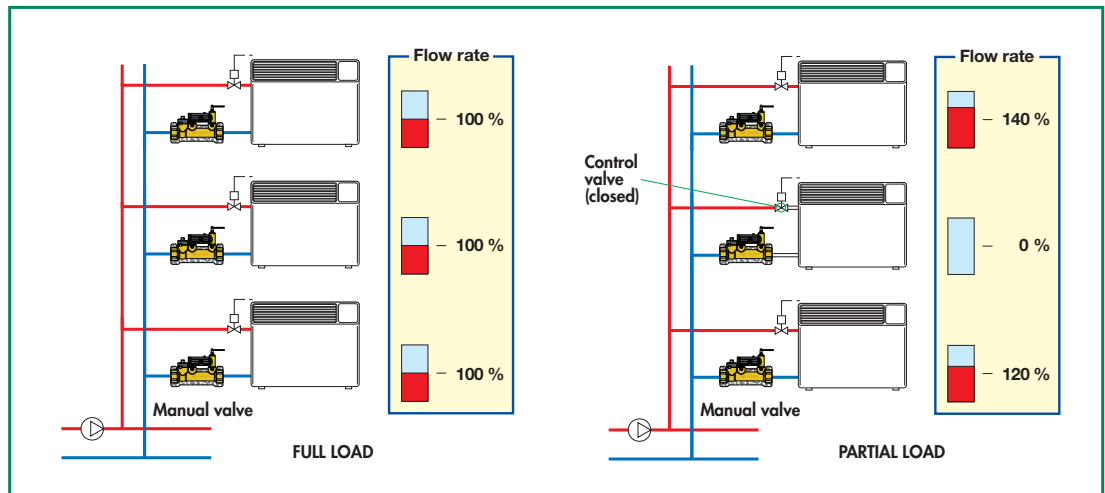 Flow rate
100 %
100 %
100 %
Manual valve
FULL LOAD
Flow rate
140 %
Control
valve
(closed)
0 %
120 %
Manual valve
PARTIAL LOAD